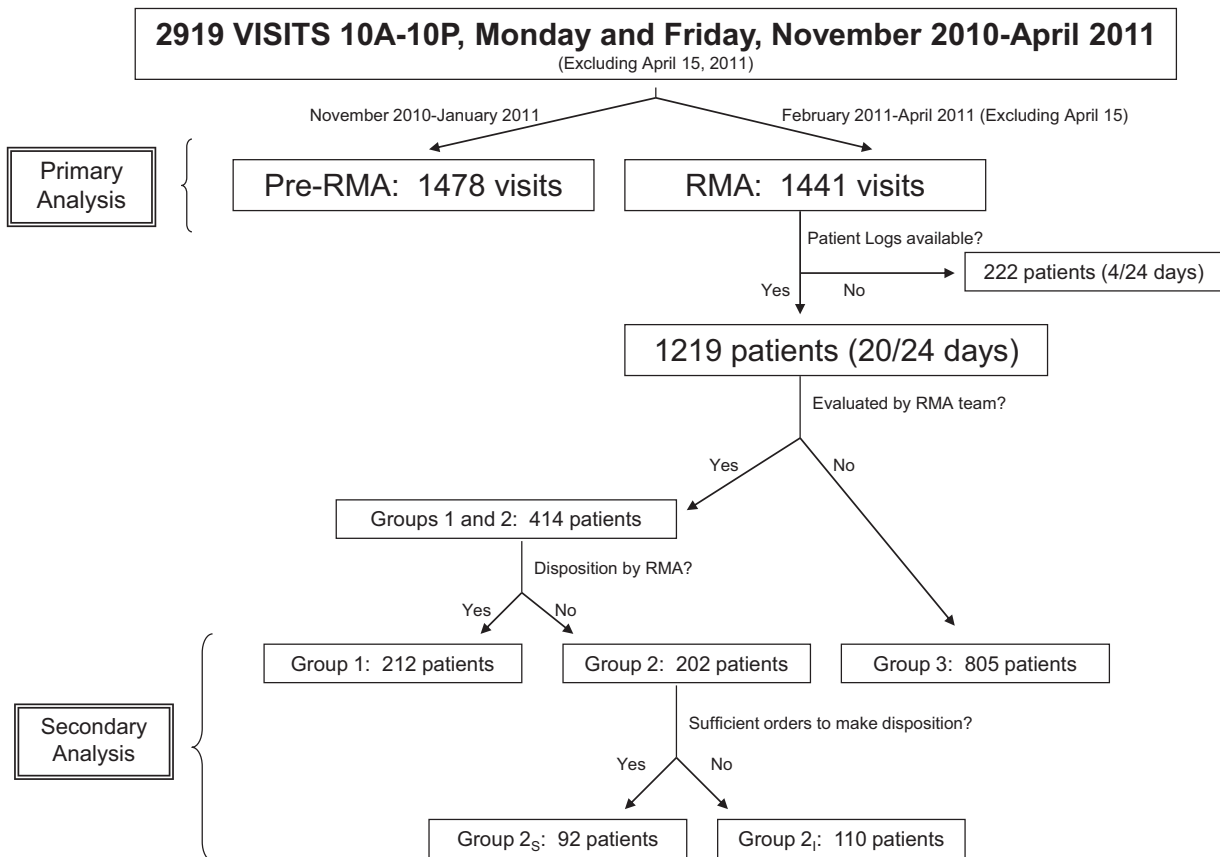 2919 VISITS 10A-10P, Monday and Friday, November 2010-April 2011
(Excluding April 15, 2011)
November 2010-January 2011
February 2011-April 2011 (Excluding April 15)
Primary
Analysis
Pre-RMA: 1478 visits
RMA: 1441 visits
Patient Logs available?
222 patients (4/24 days)
Yes
No
1219 patients (20/24 days)
Evaluated by RMA team?
Yes
No
Groups 1 and 2: 414 patients
Disposition by RMA?
Yes
No
Group 1: 212 patients
Group 2: 202 patients
Group 3: 805 patients
Secondary
Analysis
Sufficient orders to make disposition?
Yes
No
Group 2S: 92 patients
Group 2I: 110 patients